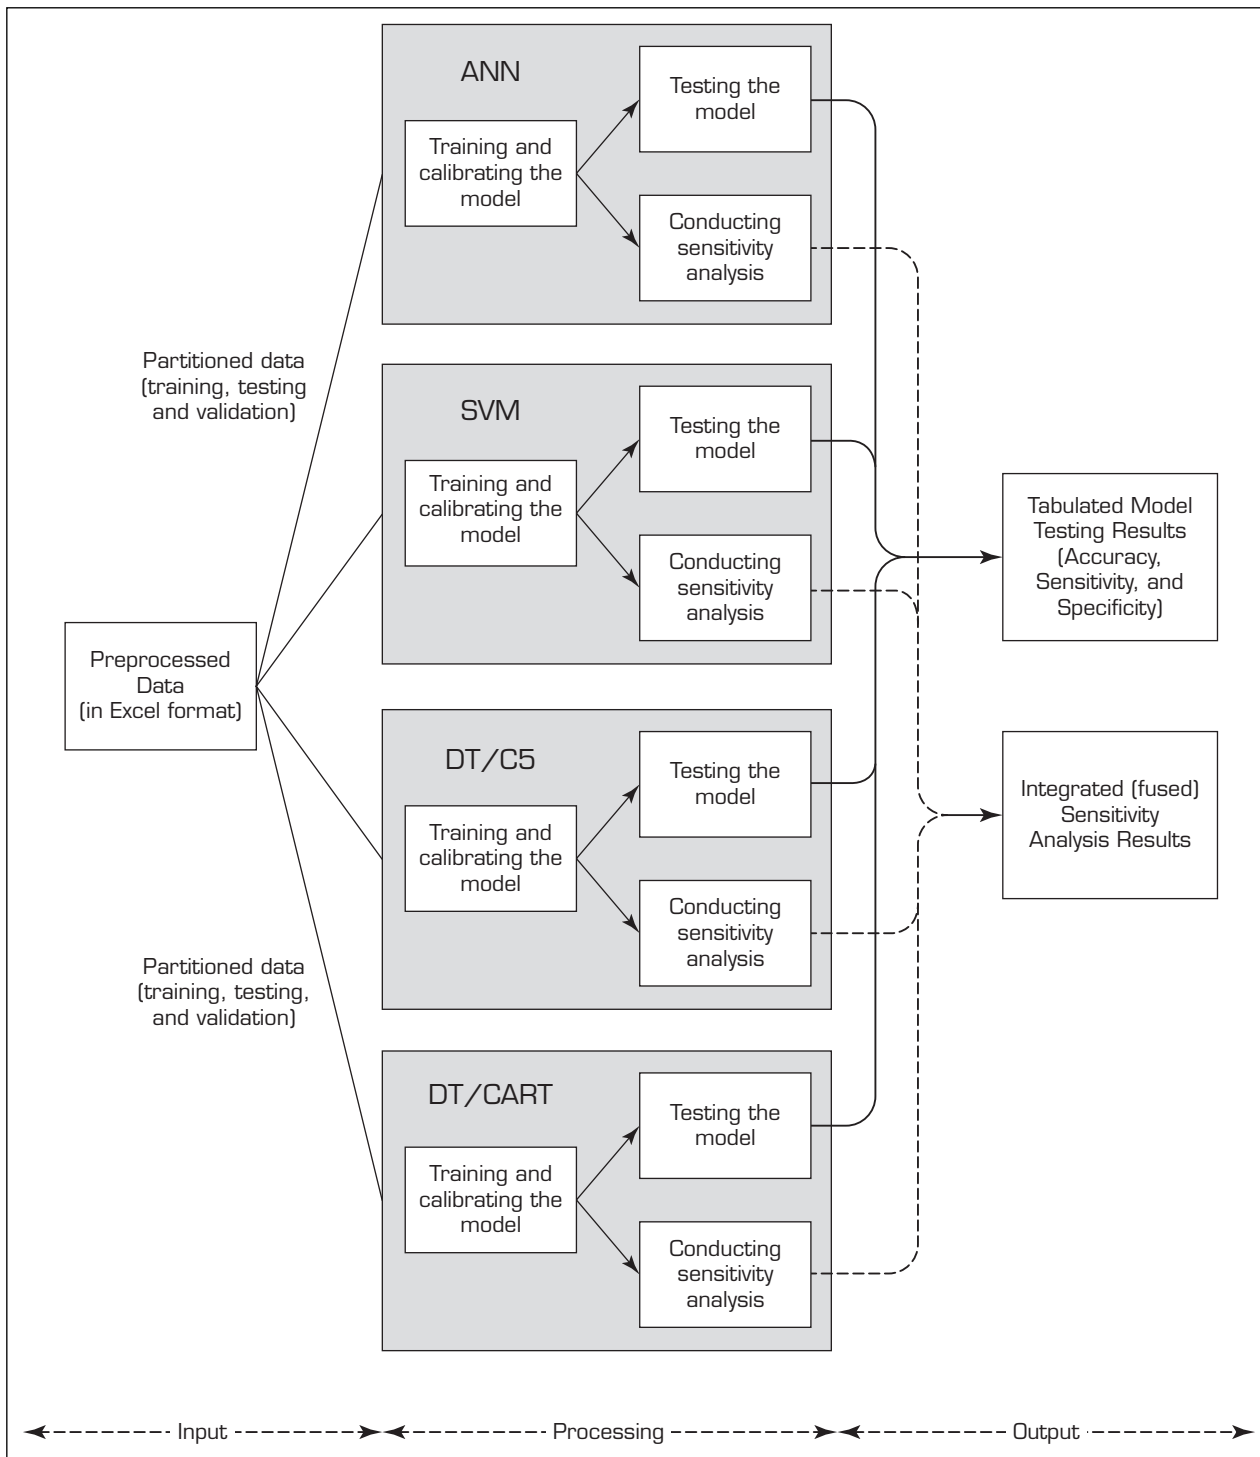 ANN
Training and
calibrating the
model
Testing the
model
Conducting
sensitivity
analysis
Partitioned data
(training, testing
and validation)
SVM
Training and
calibrating the
model
Testing the
model
Conducting
sensitivity
analysis
Tabulated Model
Testing Results
(Accuracy,
Sensitivity, and
Specificity)
Preprocessed
Data
(in Excel format)
DT/C5
Training and
calibrating the
model
Testing the
model
Conducting
sensitivity
analysis
Integrated (fused)
Sensitivity
Analysis Results
Partitioned data
(training, testing,
and validation)
DT/CART
Training and
calibrating the
model
Testing the
model
Conducting
sensitivity
analysis
Input
Processing
Output